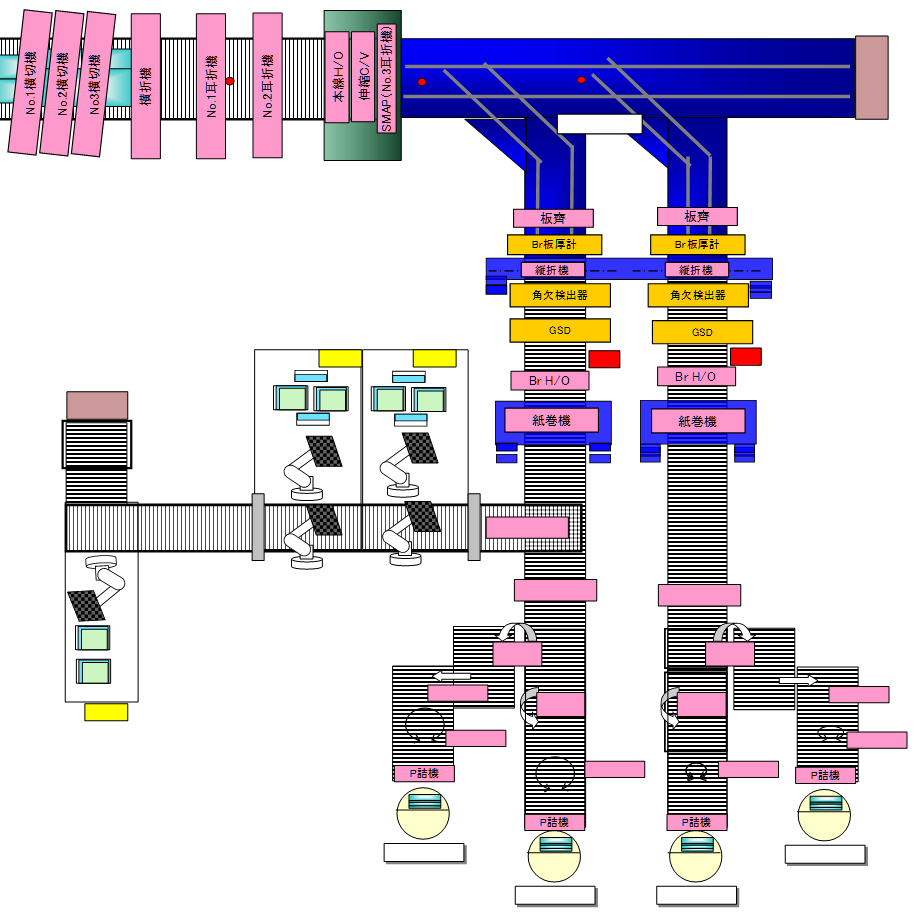 No.1横切機
No.2横切機
No3横切機
横折機
No.1耳折機
No.2耳折機
本線H/O
伸縮C/V
SMAP(No.3耳折機)
板齊
板齊
Br板厚計
Br板厚計
縦折機
縦折機
角欠検出器
角欠検出器
GSD
GSD
Br H/O
Br H/O
紙巻機
紙巻機
P詰機
P詰機
P詰機
P詰機